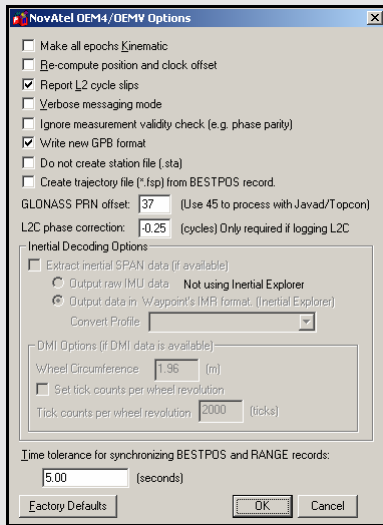 NovAtel OEM4/OEMV Options
Make all epochs Kinematic
Re-compute position and clock offset
Report L2 cycle slips
Verbose messaging mode
Ignore measurement validity check (e.g. phase parity)
Write new GPB format
Do not create station file (.sta)
Create trajectory file (*.fsp) from BESTPOS record.
GLONASS PRN offset: 37 (Use 45 to process with Javad/Topcon)
L2C phase correction: -0.25 (cycles) Only required if logging L2C
Inertial Decoding Options
Extract inertial SPAN data (if available)
Output raw IMU data Not using Inertial Explorer
Output data in Waypoint's IMR format. (Inertial Explorer)
Convert Profile
DMI Options (if DMI data is available)
Wheel Circumference 1.96 (m)
Set tick counts per wheel revolution
Tick counts per wheel revolution 2000 (ticks)
Time tolerance for synchronizing BESTPOS and RANGE records:
5.00 (seconds)
Factory Defaults OK Cancel